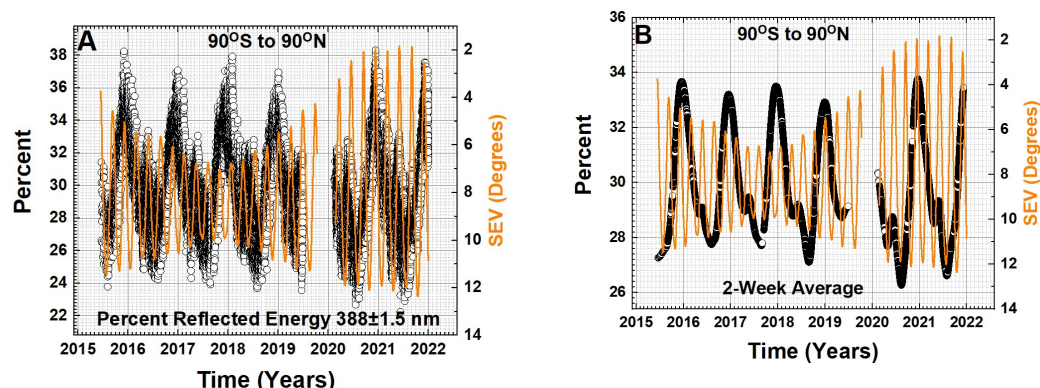 A
90ºS to 90ºN
38
36
34
32
30
28
26
24
22
Percent
2
4
6
8
10
12
14
SEV (Degrees)
Percent Reflected Energy 388±1.5 nm
2015 2016 2017 2018 2019 2020 2021 2022
Time (Years)
B
90ºS to 90ºN
36
34
32
30
28
26
Percent
2
4
6
8
10
12
14
SEV (Degrees)
2-Week Average
2015 2016 2017 2018 2019 2020 2021 2022
Time (Years)